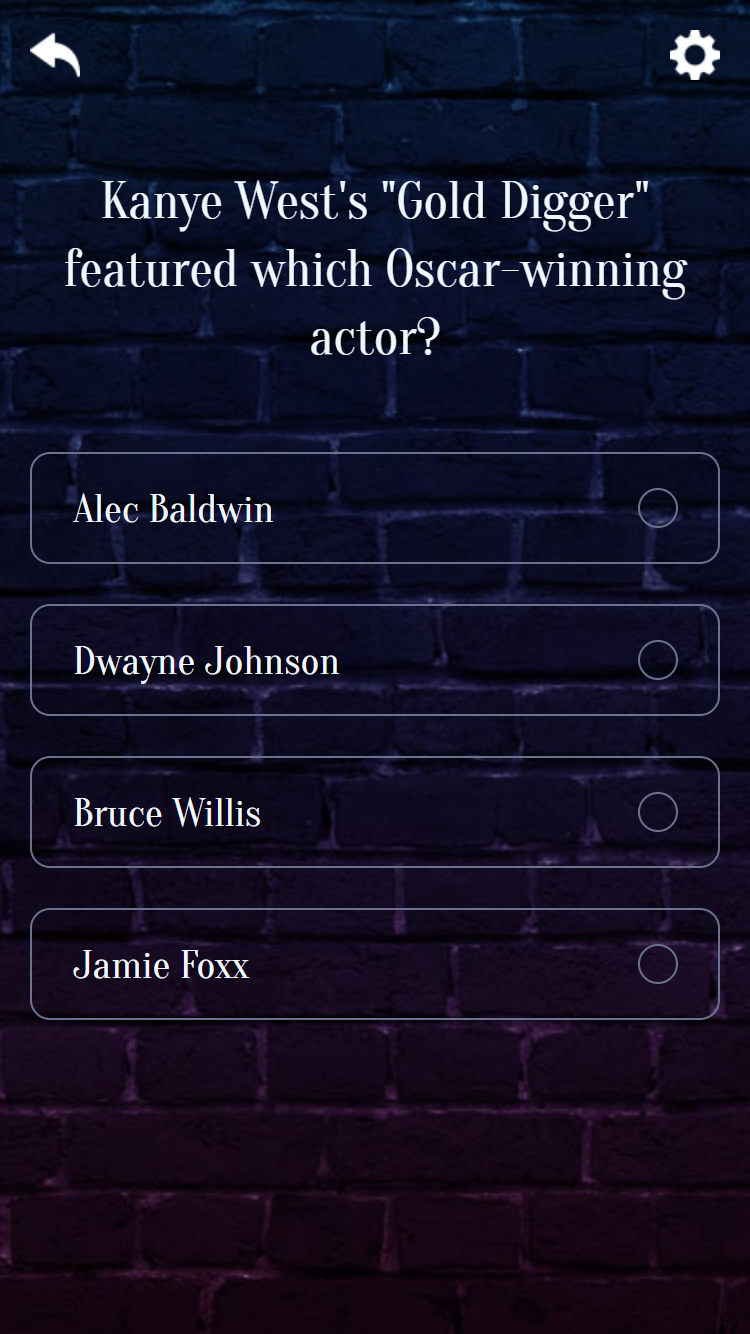 Kanye West's "Gold Digger"
featured which Oscar-winning
actor?
Alec Baldwin
Dwayne Johnson
Bruce Willis
Jamie Foxx